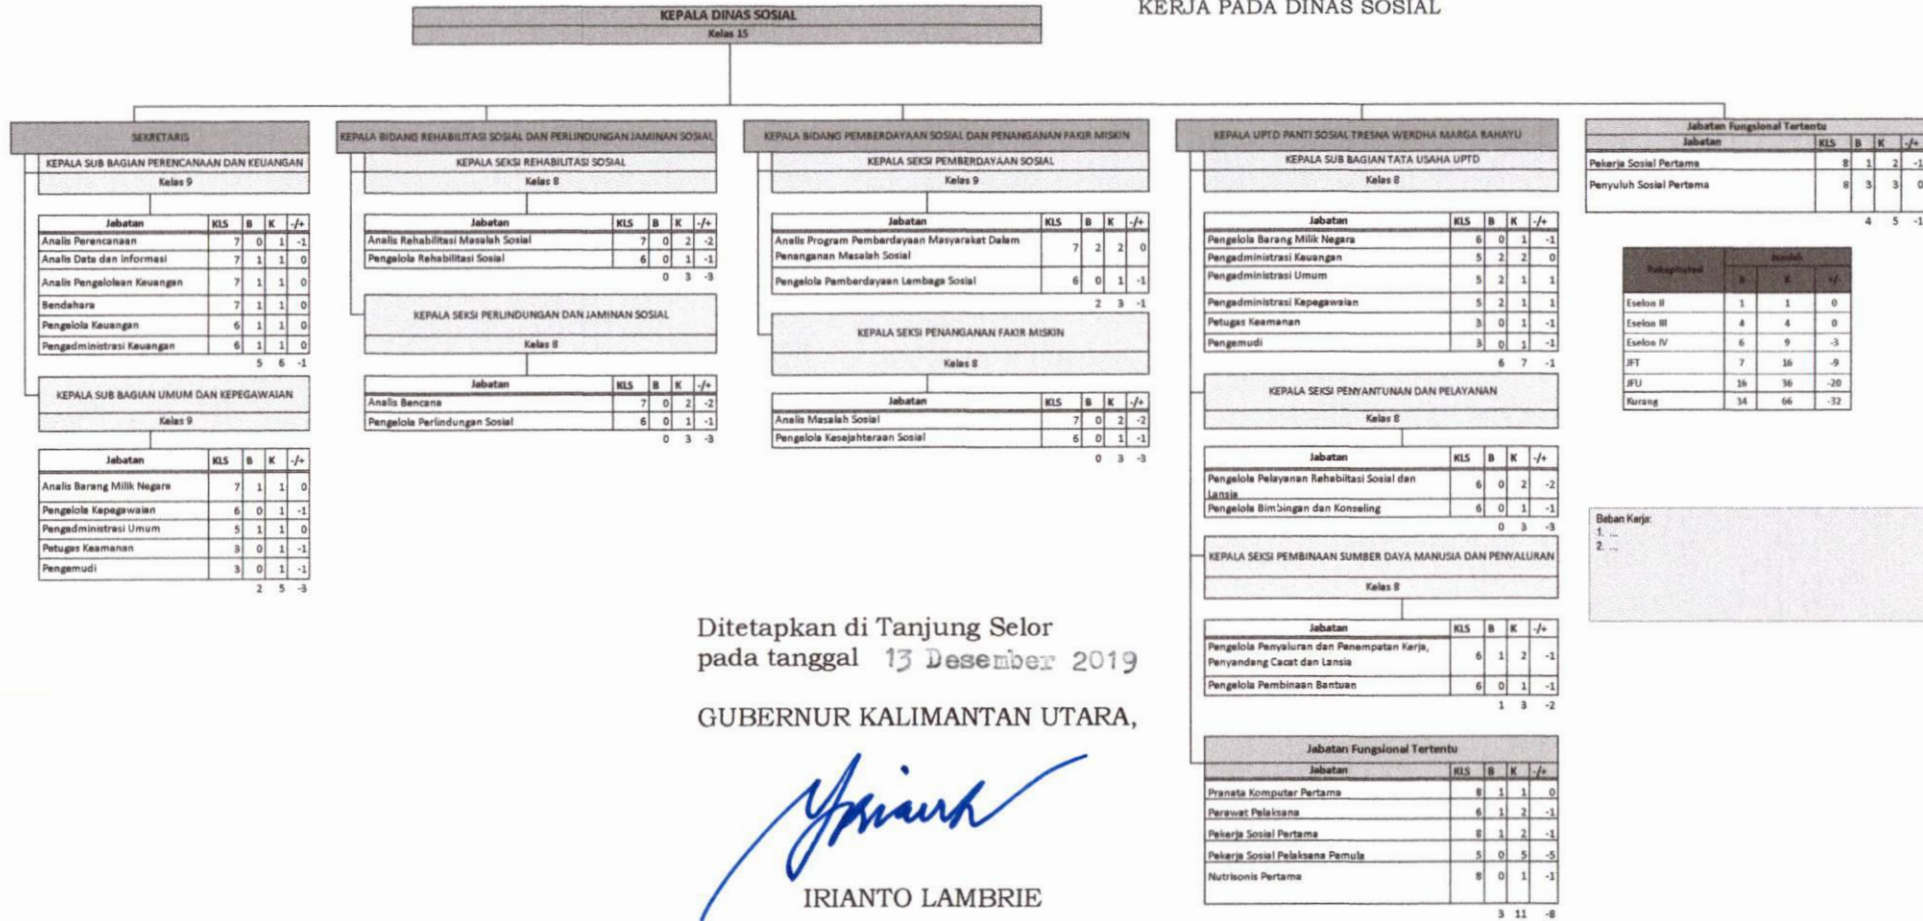 KERJA PADA DINAS SOSIAL
KEPALA DINAS SOSIAL
Kelas 15
SEKRETARIS
KEPALA SUB BAGIAN PERENCANAAN DAN KEUANGAN
Kelas 9
Jabatan KLS B K -/+
Analis Perencanaan 7 0 1 -1
Analis Data dan Informasi 7 1 1 0
Analis Pengelolaan Keuangan 7 1 1 0
Bendahara 7 1 1 0
Pengelola Keuangan 6 1 1 0
Pengadministrasi Keuangan 6 1 1 0
5 6 -1
KEPALA SUB BAGIAN UMUM DAN KEPEGAWAIAN
Kelas 9
Jabatan KLS B K -/+
Analis Barang Milik Negara 7 1 1 0
Pengelola Kepegawaian 6 0 1 -1
Pengadministrasi Umum 5 1 1 0
Petugas Keamanan 3 0 1 -1
Pengemudi 3 0 1 -1
2 5 -3
KEPALA BIDANG REHABILITASI SOSIAL DAN PERLINDUNGAN JAMINAN SOSIAL
KEPALA SEKSI REHABILITASI SOSIAL
Kelas 8
Jabatan KLS B K -/+
Analis Rehabilitasi Masalah Sosial 7 0 2 -2
Pengelola Rehabilitasi Sosial 6 0 1 -1
0 3 -3
KEPALA SEKSI PERLINDUNGAN DAN JAMINAN SOSIAL
Kelas 8
Jabatan KLS B K -/+
Analis Bencana 7 0 2 -2
Pengelola Perlindungan Sosial 6 0 1 -1
0 3 -3
KEPALA BIDANG PEMBERDAYAAN SOSIAL DAN PENANGANAN FAKIR MISKIN
KEPALA SEKSI PEMBERDAYAAN SOSIAL
Kelas 9
Jabatan KLS B K -/+
Analis Program Pemberdayaan Masyarakat Dalam
Penanganan Masalah Sosial 7 2 2 0
Pengelola Pemberdayaan Lembaga Sosial 6 0 1 -1
2 3 -1
KEPALA SEKSI PENANGANAN FAKIR MISKIN
Kelas 8
Jabatan KLS B K -/+
Analis Masalah Sosial 7 0 2 -2
Pengelola Kesejahteraan Sosial 6 0 1 -1
0 3 -3
KEPALA UPTD PANTI SOSIAL TRESNA WERDHA MARGA RAHAYU
KEPALA SUB BAGIAN TATA USAHA UPTD
Kelas 8
Jabatan KLS B K -/+
Pengelola Barang Milik Negara 6 0 1 -1
Pengadministrasi Keuangan 5 2 2 0
Pengadministrasi Umum 5 2 1 1
Pengadministrasi Kepegawaian 5 2 1 1
Petugas Keamanan 3 0 1 -1
Pengemudi 3 0 1 -1
6 7 -1
KEPALA SEKSI PENYANTUNAN DAN PELAYANAN
Kelas 8
Jabatan KLS B K -/+
Pengelola Pelayanan Rehabiltasi Sosial dan
Lansia 6 0 2 -2
Pengelola Bimbingan dan Konseling 6 0 1 -1
0 3 -3
KEPALA SEKSI PEMBINAAN SUMBER DAYA MANUSIA DAN PENYALURAN
Kelas 8
Jabatan KLS B K -/+
Pengelola Penyaluran dan Penempatan Kerja,
Penyandang Cacat dan Lansia 6 1 2 -1
Pengelola Pembinaan Bantuan 6 0 1 -1
1 3 -2
Jabatan Fungsional Tertentu
Jabatan KLS B K -/+
Pranata Komputer Pertama 8 1 1 0
Perawat Pelaksana 6 1 2 -1
Pekerja Sosial Pertama 8 1 2 -1
Pekerja Sosial Pelaksana Pemula 5 0 5 -5
Nutrisonis Pertama 8 0 1 -1
3 11 -8
Jabatan Fungsional Tertentu
Jabatan KLS B K -/+
Pekerja Sosial Pertama 8 1 2 -1
Penyuluh Sosial Pertama 8 3 3 0
4 5 -1
Rekapitulasi Jumlah
B K +/-
Eselon II 1 1 0
Eselon III 4 4 0
Eselon IV 6 9 -3
JFT 7 16 -9
JFU 16 36 -20
Kurang 34 66 -32
Beban Kerja:
1. ...
2. ...
Ditetapkan di Tanjung Selor
pada tanggal 13 Desember 2019
GUBERNUR KALIMANTAN UTARA,
IRIANTO LAMBRIE